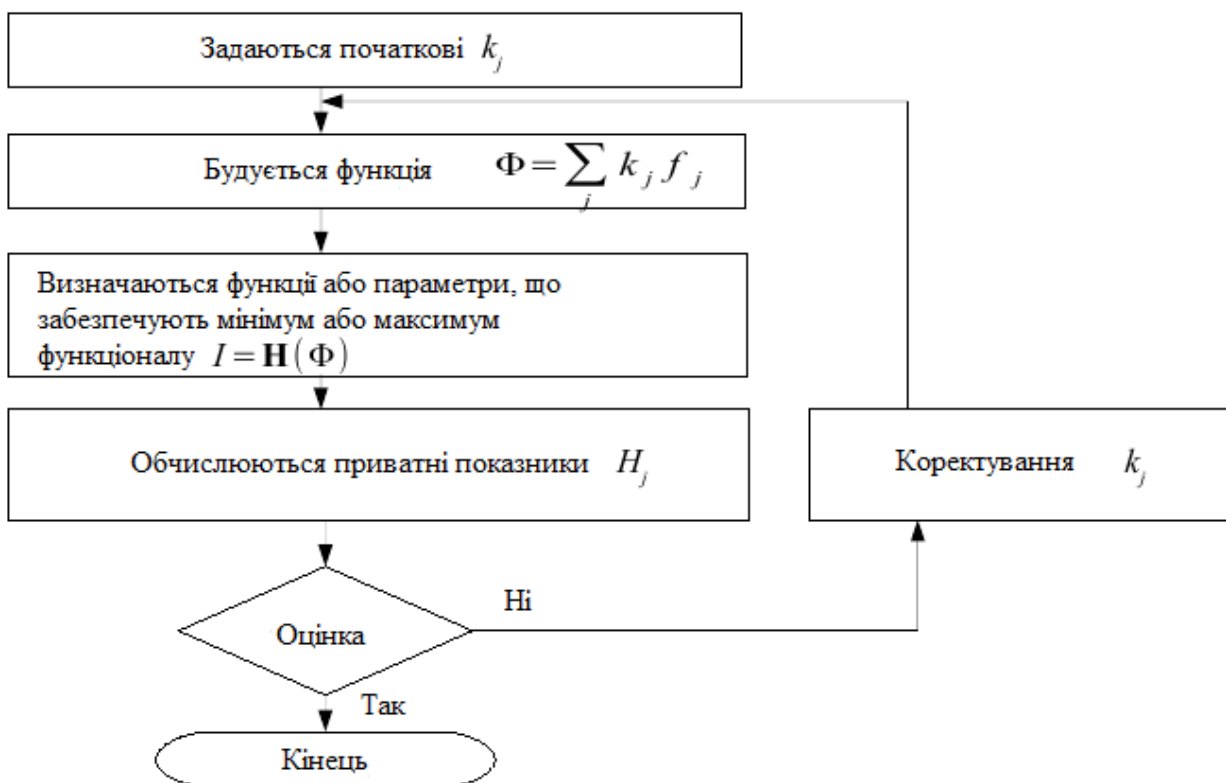 Задаються початкові k_j
Будується функція Φ=∑_j k_j f_j
Визначаються функції або параметри, що
забезпечують мінімум або максимум
функціоналу I=H(Φ)
Обчислюються приватні показники H_j
Коректування k_j
Ні
Оцінка
Так
Кінець